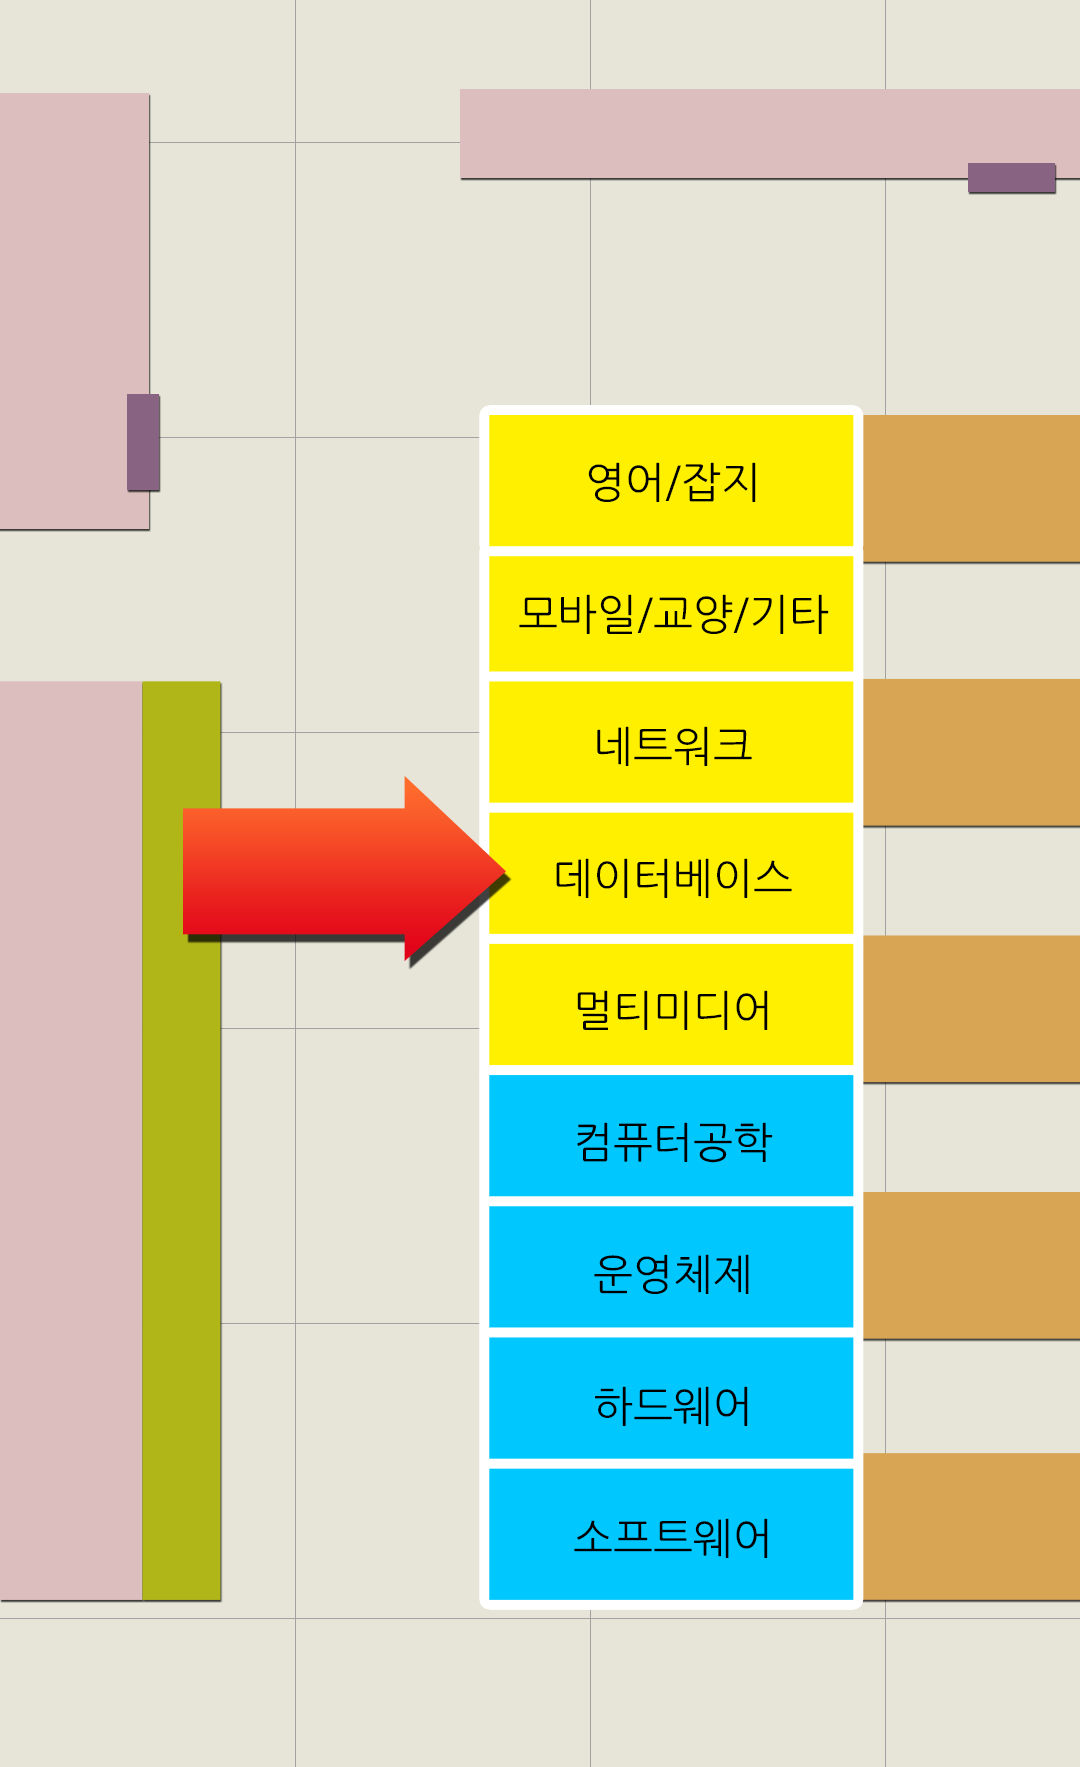 영어/잡지
모바일/교양/기타
네트워크
데이터베이스
멀티미디어
컴퓨터공학
운영체제
하드웨어
소프트웨어